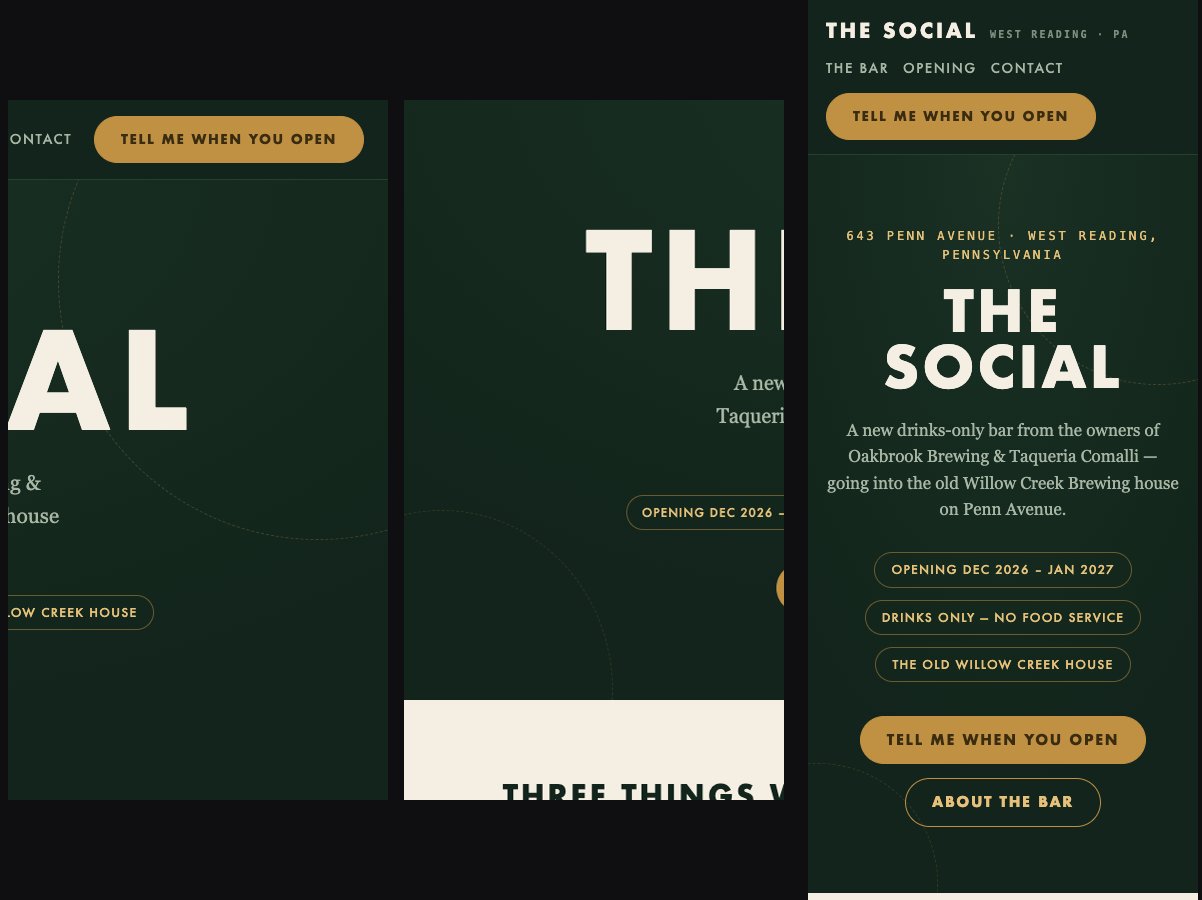 ONTACT
TELL ME WHEN YOU OPEN
AL
g &
house
LOW CREEK HOUSE
TH
A new
Taqueri
OPENING DEC 2026 –
THREE THINGS
THE SOCIAL WEST READING · PA
THE BAR OPENING CONTACT
TELL ME WHEN YOU OPEN
643 PENN AVENUE · WEST READING,
PENNSYLVANIA
THE
SOCIAL
A new drinks-only bar from the owners of
Oakbrook Brewing & Taqueria Comalli —
going into the old Willow Creek Brewing house
on Penn Avenue.
OPENING DEC 2026 – JAN 2027
DRINKS ONLY — NO FOOD SERVICE
THE OLD WILLOW CREEK HOUSE
TELL ME WHEN YOU OPEN
ABOUT THE BAR